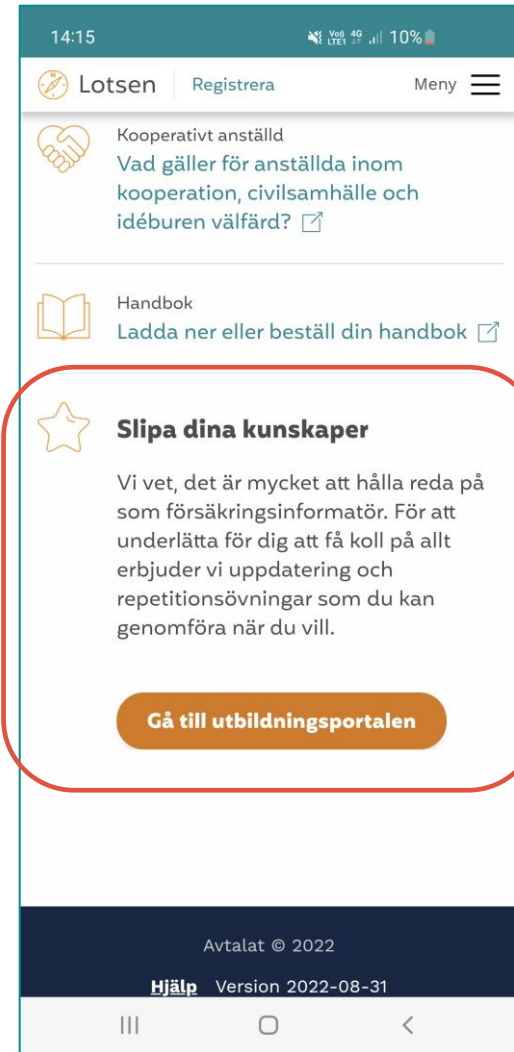 14:15
Vo)) 4G 10%
LTE1
Lotsen Registrera Meny
Kooperativt anställd
Vad gäller för anställda inom
kooperation, civilsamhälle och
idéburen välfärd?
Handbok
Ladda ner eller beställ din handbok
Slipa dina kunskaper
Vi vet, det är mycket att hålla reda på
som försäkringsinformatör. För att
underlätta för dig att få koll på allt
erbjuder vi uppdatering och
repetitionsövningar som du kan
genomföra när du vill.
Gå till utbildningsportalen
Avtalat © 2022
Hjälp Version 2022-08-31